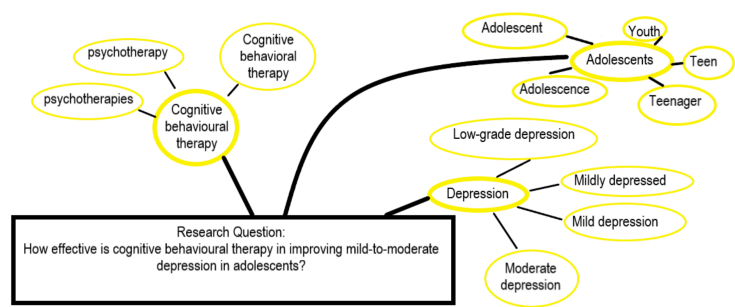 Cognitive
behavioral
therapy
psychotherapy
psychotherapies
Cognitive
behavioural
therapy
Adolescent
Youth
Adolescents
Teen
Adolescence
Teenager
Low-grade depression
Depression
Mildly depressed
Mild depression
Moderate
depression
Research Question:
How effective is cognitive behavioural therapy in improving mild-to-moderate
depression in adolescents?